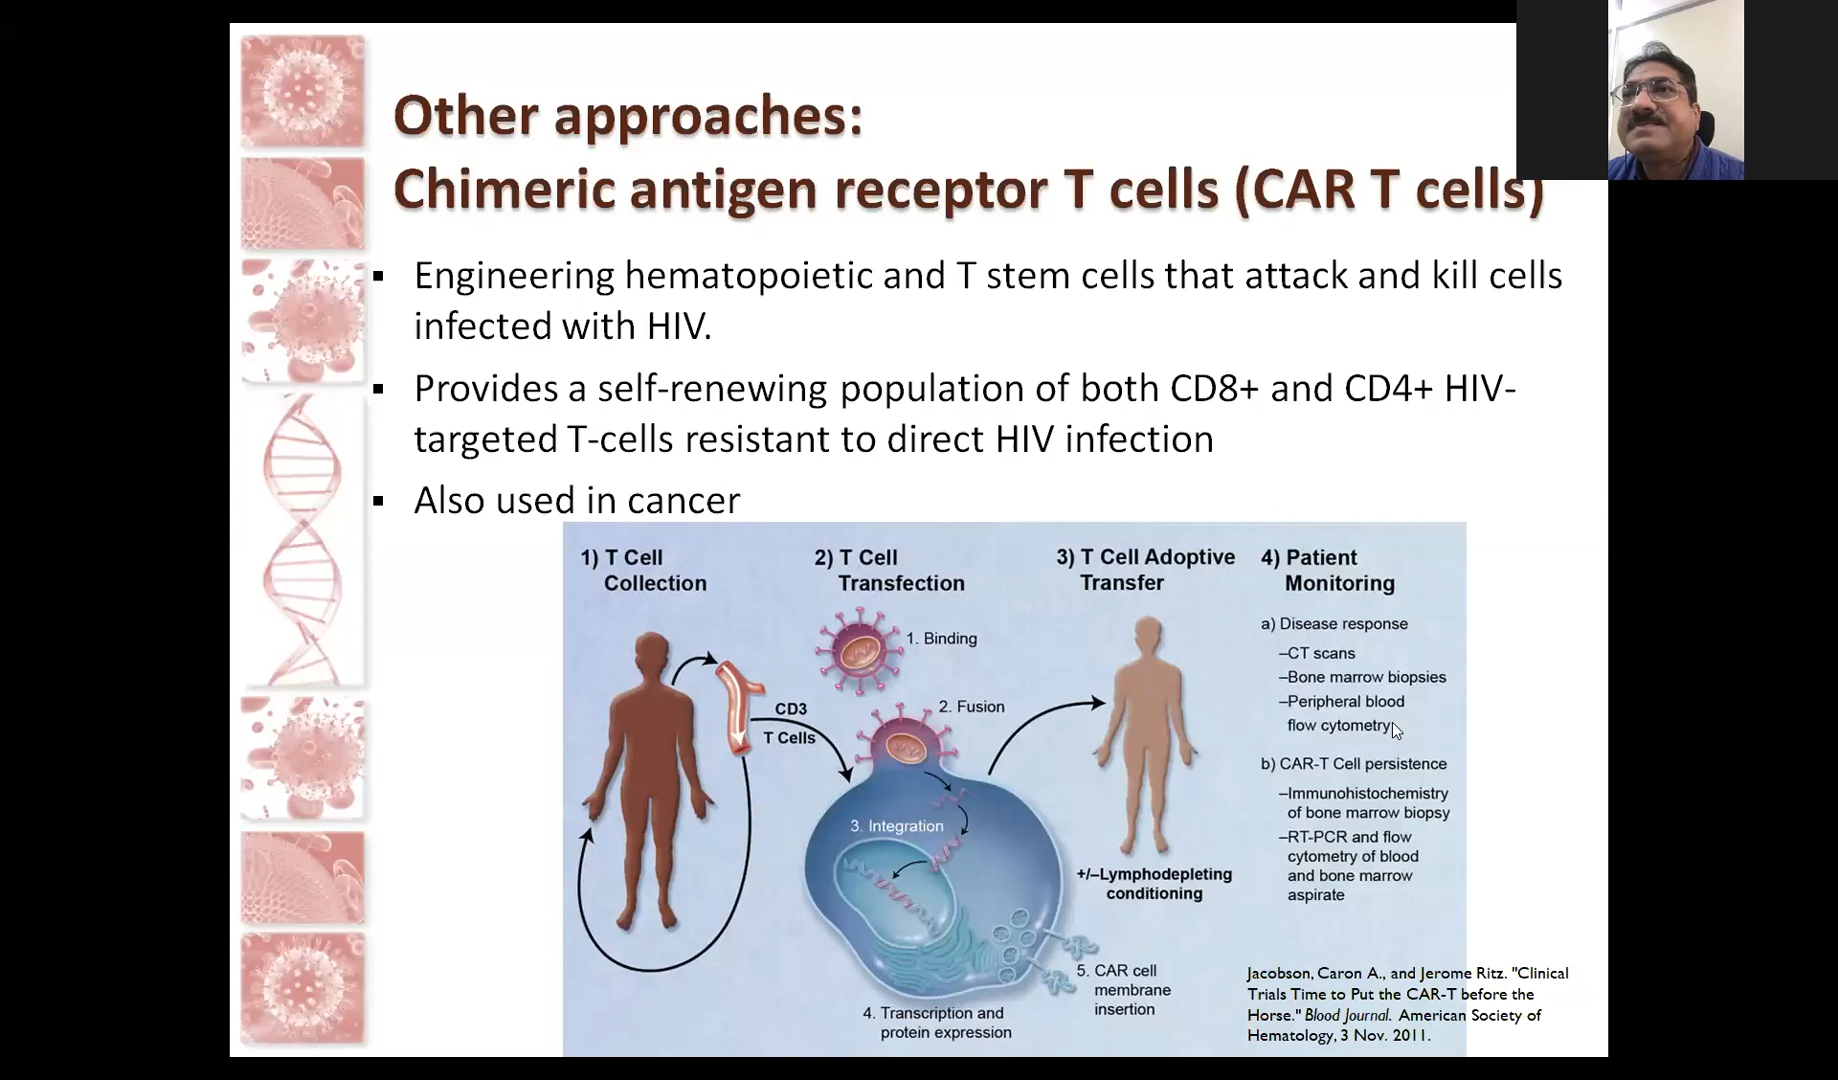 Other approaches:
Chimeric antigen receptor T cells (CAR T cells)
▪ Engineering hematopoietic and T stem cells that attack and kill cells
infected with HIV.
▪ Provides a self-renewing population of both CD8+ and CD4+ HIV-
targeted T-cells resistant to direct HIV infection
▪ Also used in cancer
1) T Cell
Collection
CD3
T Cells
2) T Cell
Transfection
1. Binding
2. Fusion
3. Integration
4. Transcription and
protein expression
5. CAR cell
membrane
insertion
3) T Cell Adoptive
Transfer
+/–Lymphodepleting
conditioning
4) Patient
Monitoring
a) Disease response
–CT scans
–Bone marrow biopsies
–Peripheral blood
flow cytometry
b) CAR-T Cell persistence
–Immunohistochemistry
of bone marrow biopsy
–RT-PCR and flow
cytometry of blood
and bone marrow
aspirate
Jacobson, Caron A., and Jerome Ritz. "Clinical
Trials Time to Put the CAR-T before the
Horse." Blood Journal. American Society of
Hematology, 3 Nov. 2011.